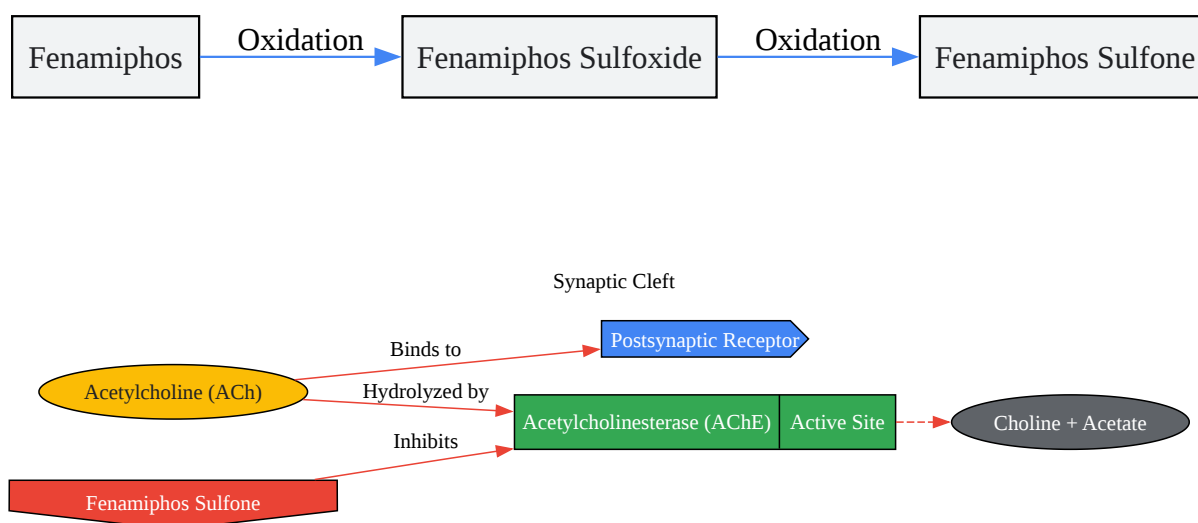 Fenamiphos
Oxidation
Fenamiphos Sulfoxide
Oxidation
Fenamiphos Sulfone
Synaptic Cleft
Binds to
Postsynaptic Receptor
Acetylcholine (ACh)
Hydrolyzed by
Acetylcholinesterase (AChE)
Active Site
Choline + Acetate
Inhibits
Fenamiphos Sulfone